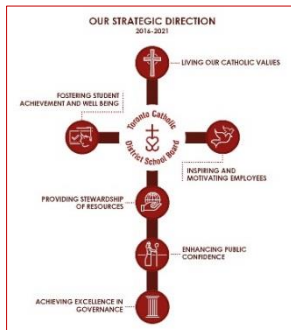 OUR STRATEGIC DIRECTION
2016-2021
LIVING OUR CATHOLIC VALUES
FOSTERING STUDENT
ACHIEVEMENT AND WELL BEING
Toronto Catholic
District School Board
INSPIRING AND
MOTIVATING EMPLOYEES
PROVIDING STEWARDSHIP
OF RESOURCES
ENHANCING PUBLIC
CONFIDENCE
ACHIEVING EXCELLENCE IN
GOVERNANCE